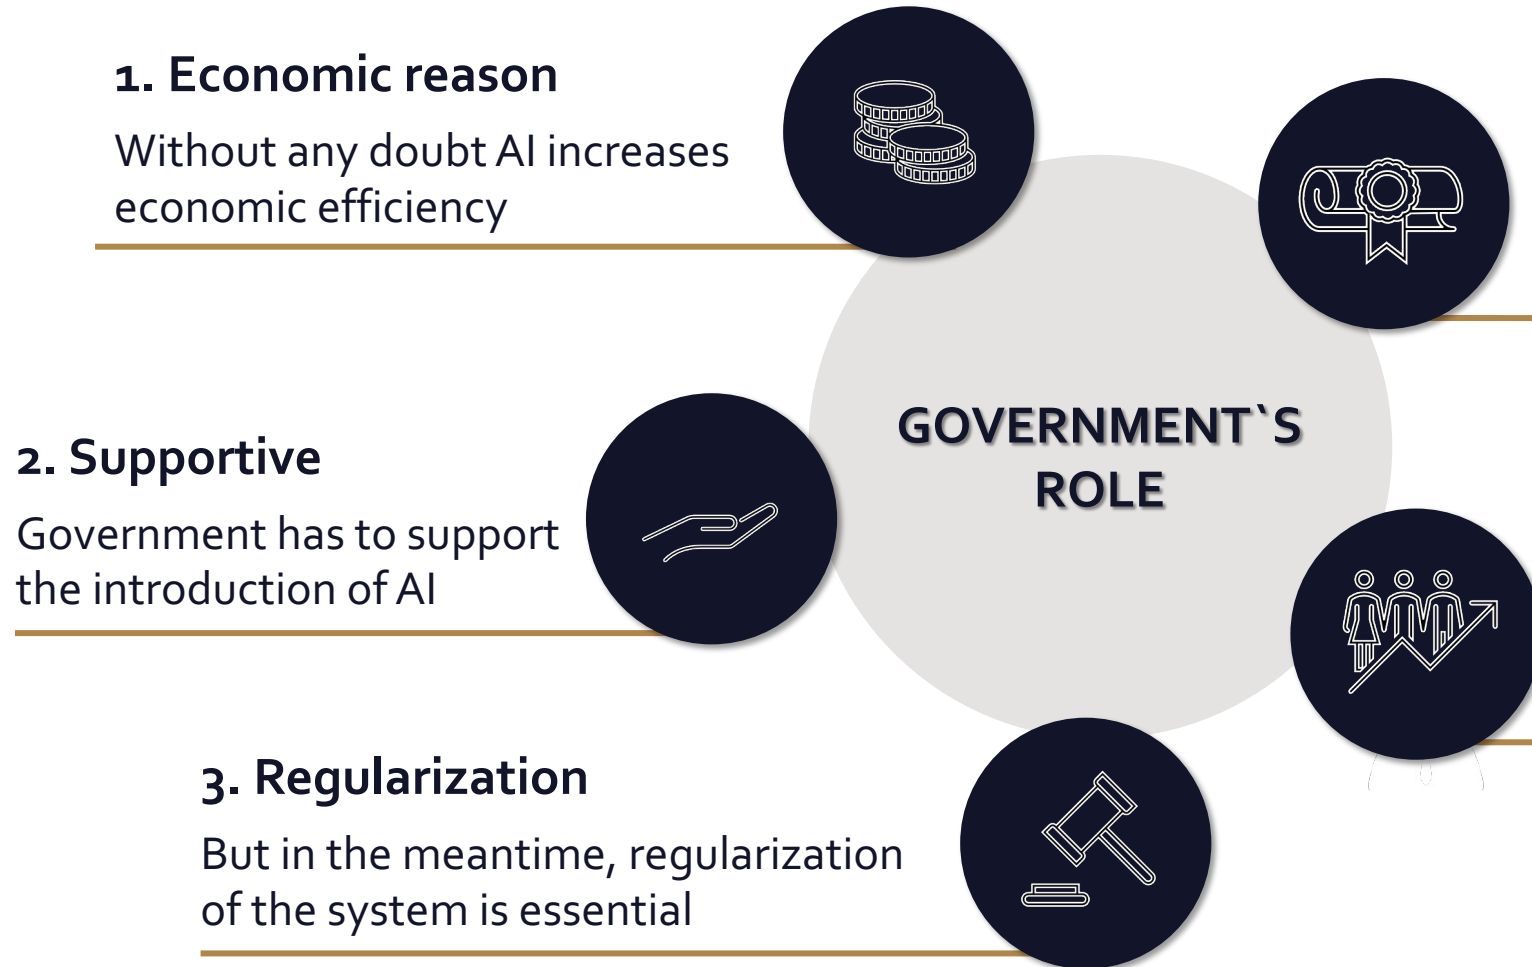 1. Economic reason
Without any doubt AI increases
economic efficiency
GOVERNMENT`S
ROLE
2. Supportive
Government has to support
the introduction of AI
3. Regularization
But in the meantime, regularization
of the system is essential